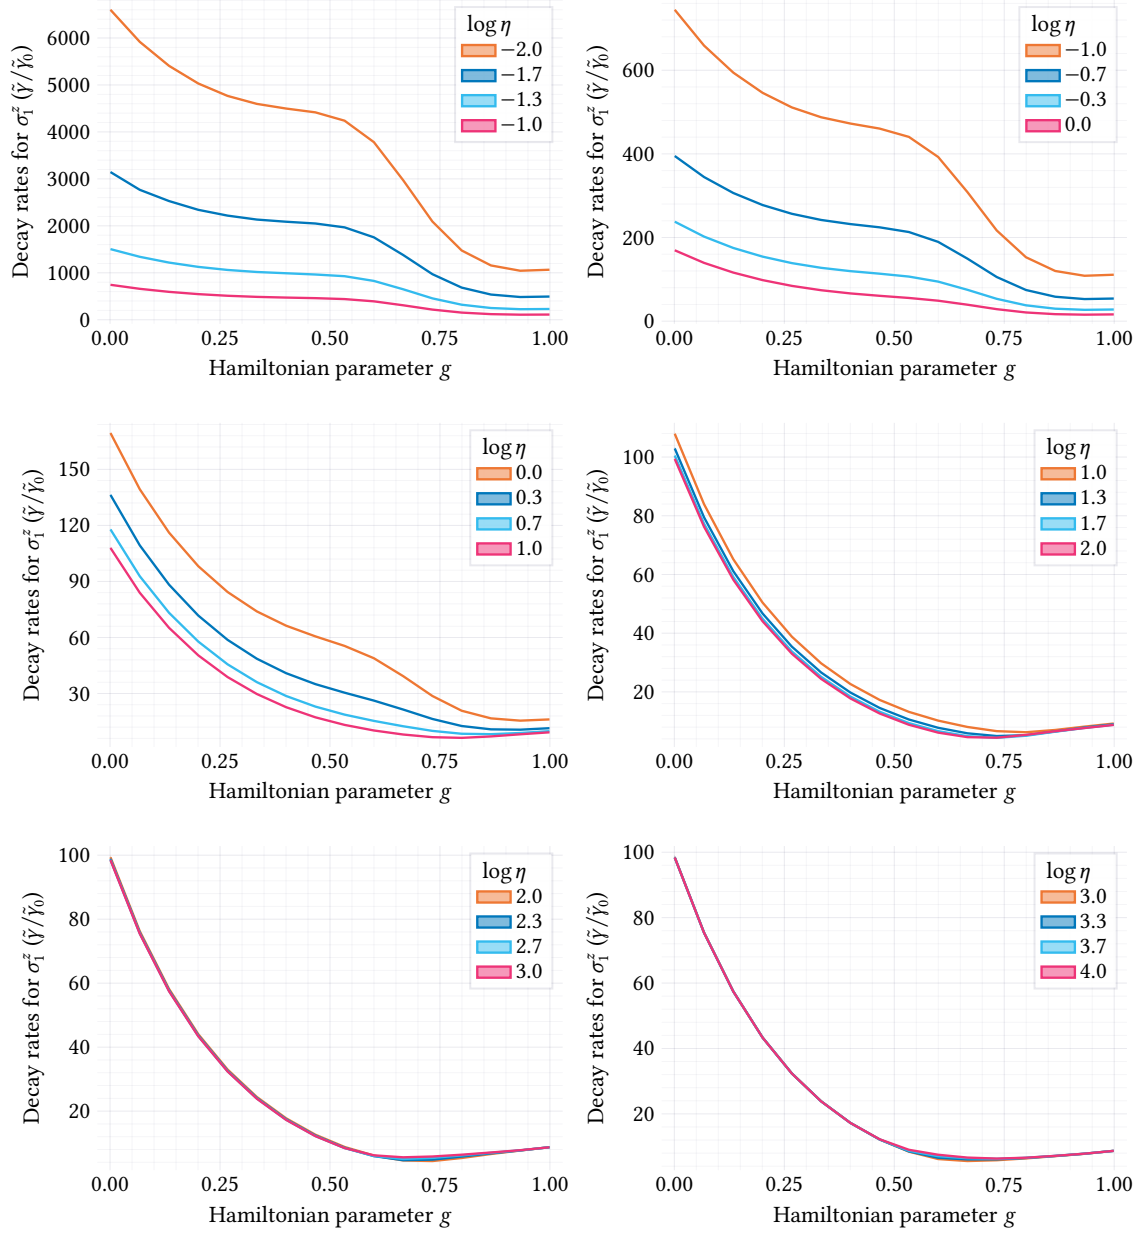 log η
−2.0
−1.7
−1.3
−1.0
6000
5000
4000
3000
2000
1000
0
Decay rates for σ₁ᶻ (γ̃/γ̃₀)
0.00 0.25 0.50 0.75 1.00
Hamiltonian parameter g
log η
−1.0
−0.7
−0.3
0.0
600
400
200
0
Decay rates for σ₁ᶻ (γ̃/γ̃₀)
0.00 0.25 0.50 0.75 1.00
Hamiltonian parameter g
log η
0.0
0.3
0.7
1.0
150
120
90
60
30
Decay rates for σ₁ᶻ (γ̃/γ̃₀)
0.00 0.25 0.50 0.75 1.00
Hamiltonian parameter g
log η
1.0
1.3
1.7
2.0
100
80
60
40
20
Decay rates for σ₁ᶻ (γ̃/γ̃₀)
0.00 0.25 0.50 0.75 1.00
Hamiltonian parameter g
log η
2.0
2.3
2.7
3.0
100
80
60
40
20
Decay rates for σ₁ᶻ (γ̃/γ̃₀)
0.00 0.25 0.50 0.75 1.00
Hamiltonian parameter g
log η
3.0
3.3
3.7
4.0
100
80
60
40
20
Decay rates for σ₁ᶻ (γ̃/γ̃₀)
0.00 0.25 0.50 0.75 1.00
Hamiltonian parameter g